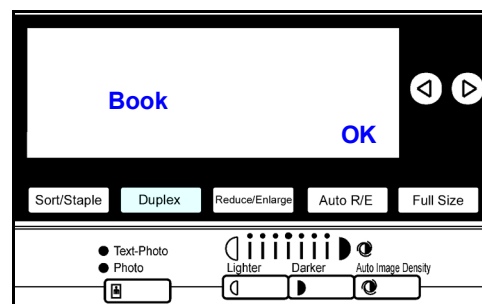 Book
OK
Sort/Staple Duplex Reduce/Enlarge Auto R/E Full Size
Text-Photo
Photo
Lighter Darker Auto Image Density